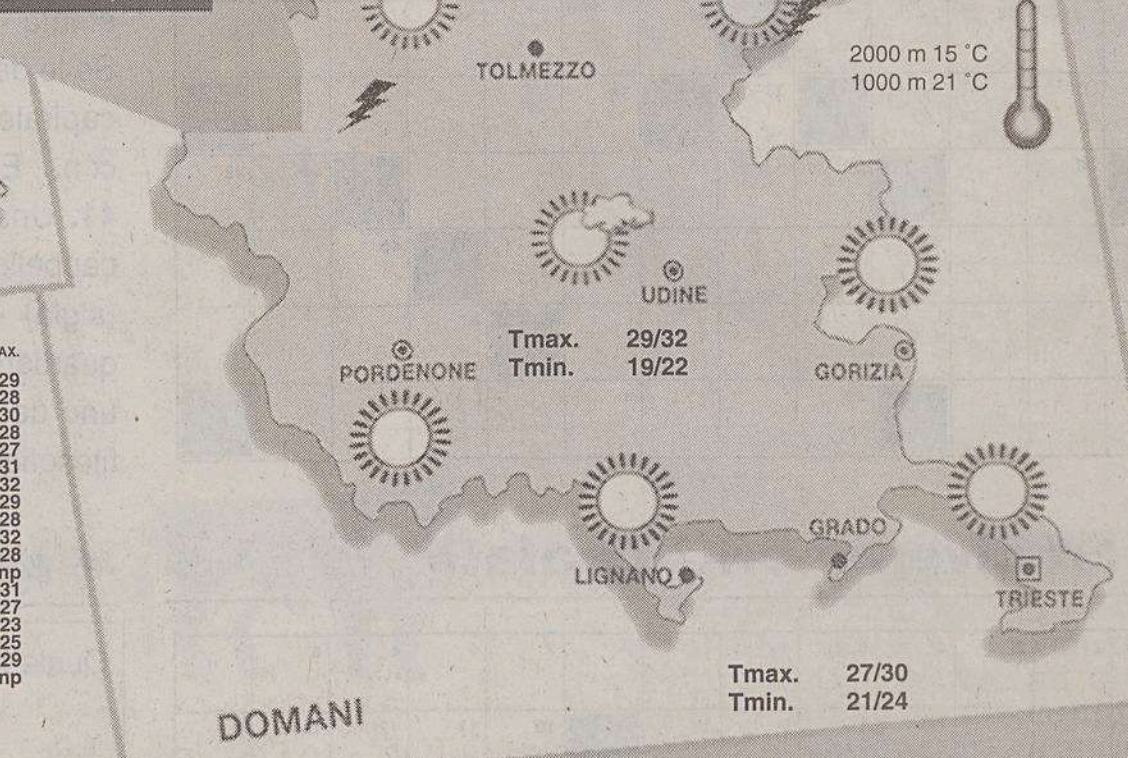 TOLMEZZO
2000 m 15 °C
1000 m 21 °C
UDINE
Tmax. 29/32
Tmin. 19/22
PORDENONE
GORIZIA
GRADO
LIGNANO
TRIESTE
Tmax. 27/30
Tmin. 21/24
DOMANI
AX.
29
28
30
28
27
31
32
29
28
32
28
np
31
27
23
25
29
np